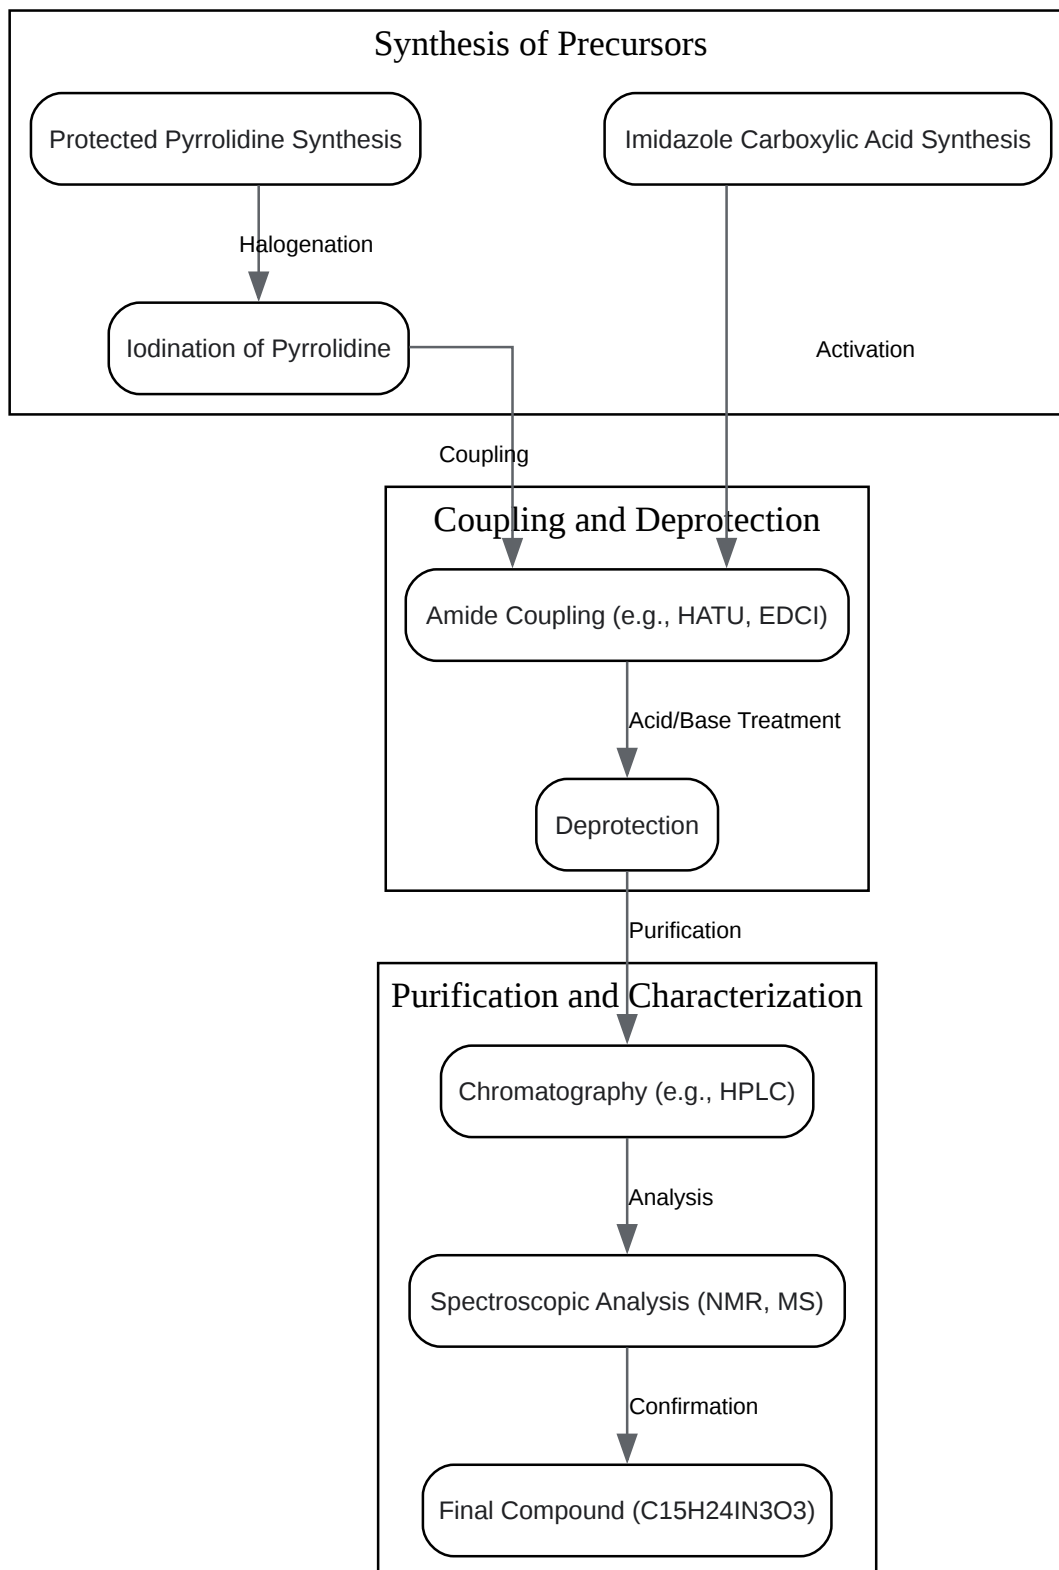 Synthesis of Precursors
Protected Pyrrolidine Synthesis
Imidazole Carboxylic Acid Synthesis
Halogenation
Iodination of Pyrrolidine
Activation
Coupling
Coupling and Deprotection
Amide Coupling (e.g., HATU, EDCI)
Acid/Base Treatment
Deprotection
Purification
Purification and Characterization
Chromatography (e.g., HPLC)
Analysis
Spectroscopic Analysis (NMR, MS)
Confirmation
Final Compound (C15H24IN3O3)